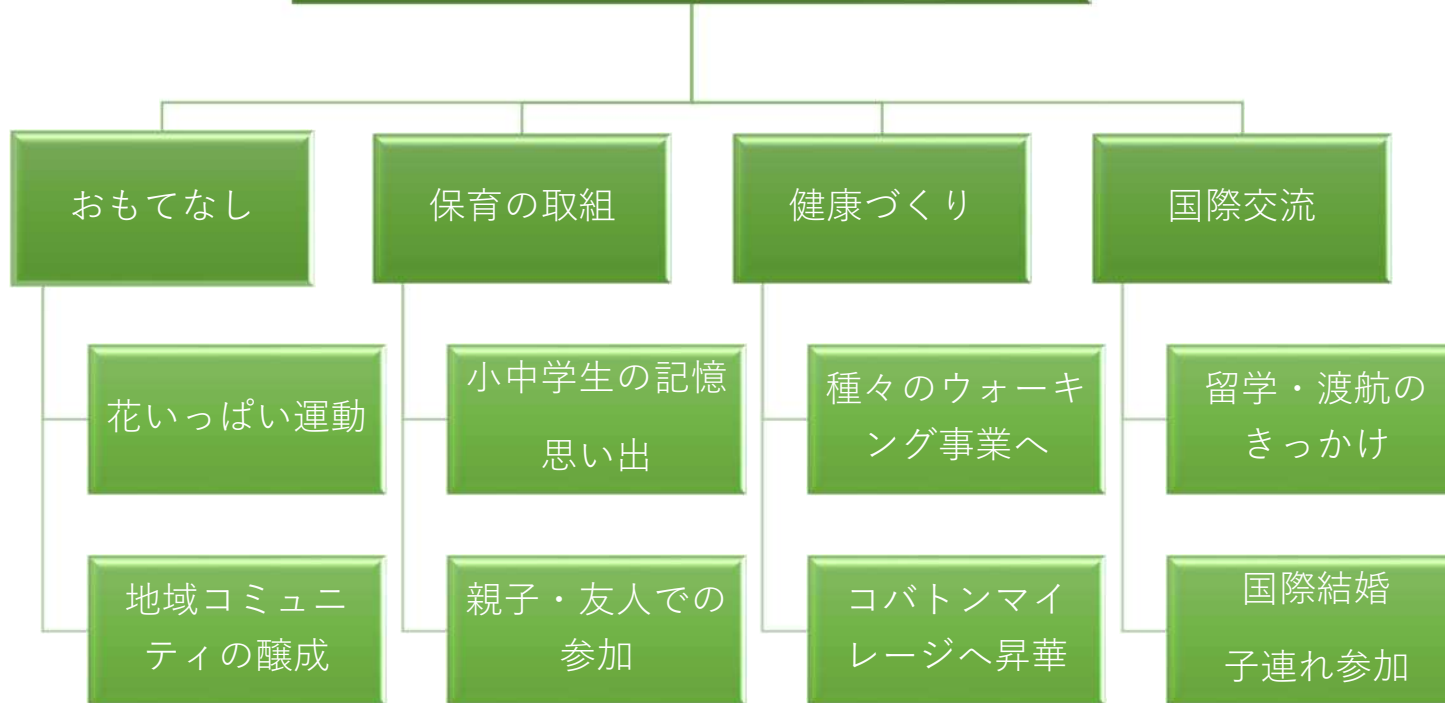 おもてなし
保育の取組
健康づくり
国際交流
花いっぱい運動
小中学生の記憶
思い出
種々のウォーキ
ング事業へ
留学・渡航の
きっかけ
地域コミュニ
ティの醸成
親子・友人での
参加
コバトンマイ
レージへ昇華
国際結婚
子連れ参加